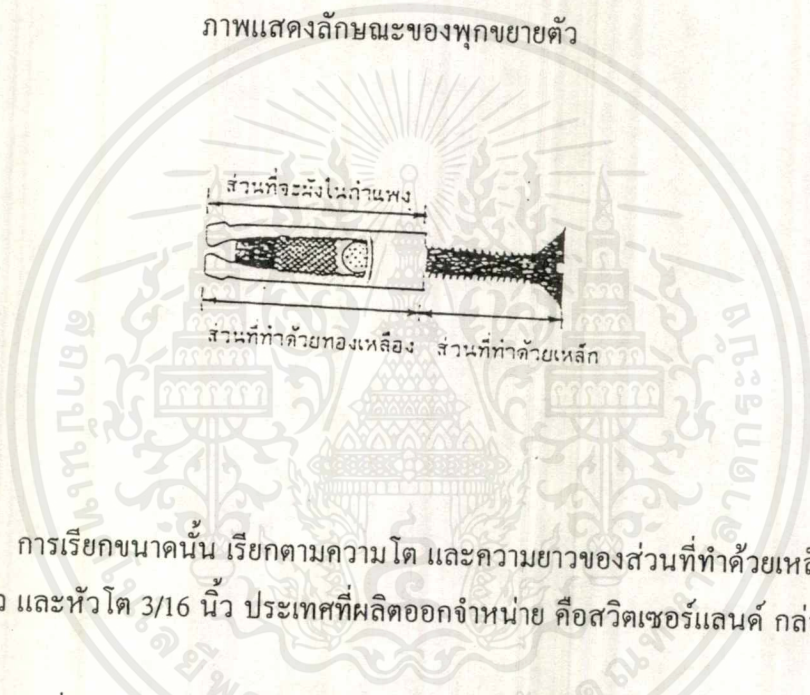 ภาพแสดงลักษณะของพุกขยายตัว
ส่วนที่จะฝังในกำแพง
ส่วนที่ทำด้วยทองเหลือง ส่วนที่ทำด้วยเหล็ก
การเรียกขนาดนั้น เรียกตามความโต และความยาวของส่วนที่ทำด้วย
และหัวโต 3/16 นิ้ว ประเทศที่ผลิตออกจำหน่าย คือสวิตเซอร์แลนด์